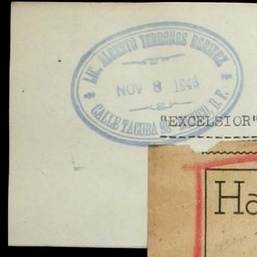 LIC. ALBERTO TERRONES BENITEZ
NOV 8 1946
CALLE TACUBA
D. F.
"EXCELSIOR"
Ha